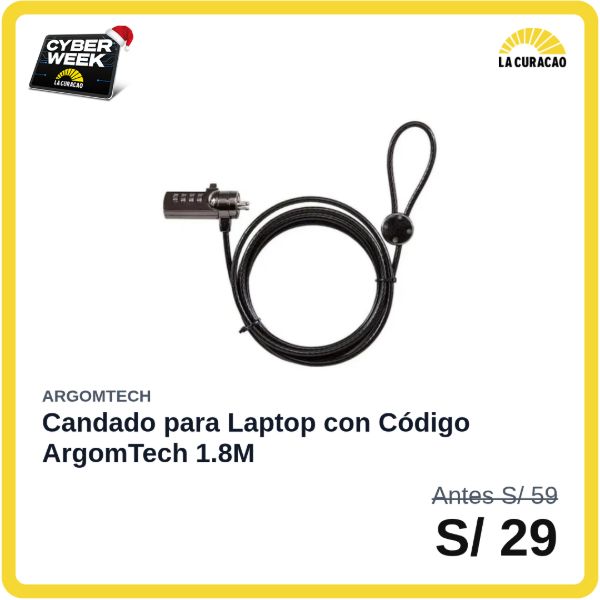 CYBER
WEEK
LA CURACAO
LA CURACAO
ARGOMTECH
Candado para Laptop con Código
ArgomTech 1.8M
Antes S/ 59
S/ 29